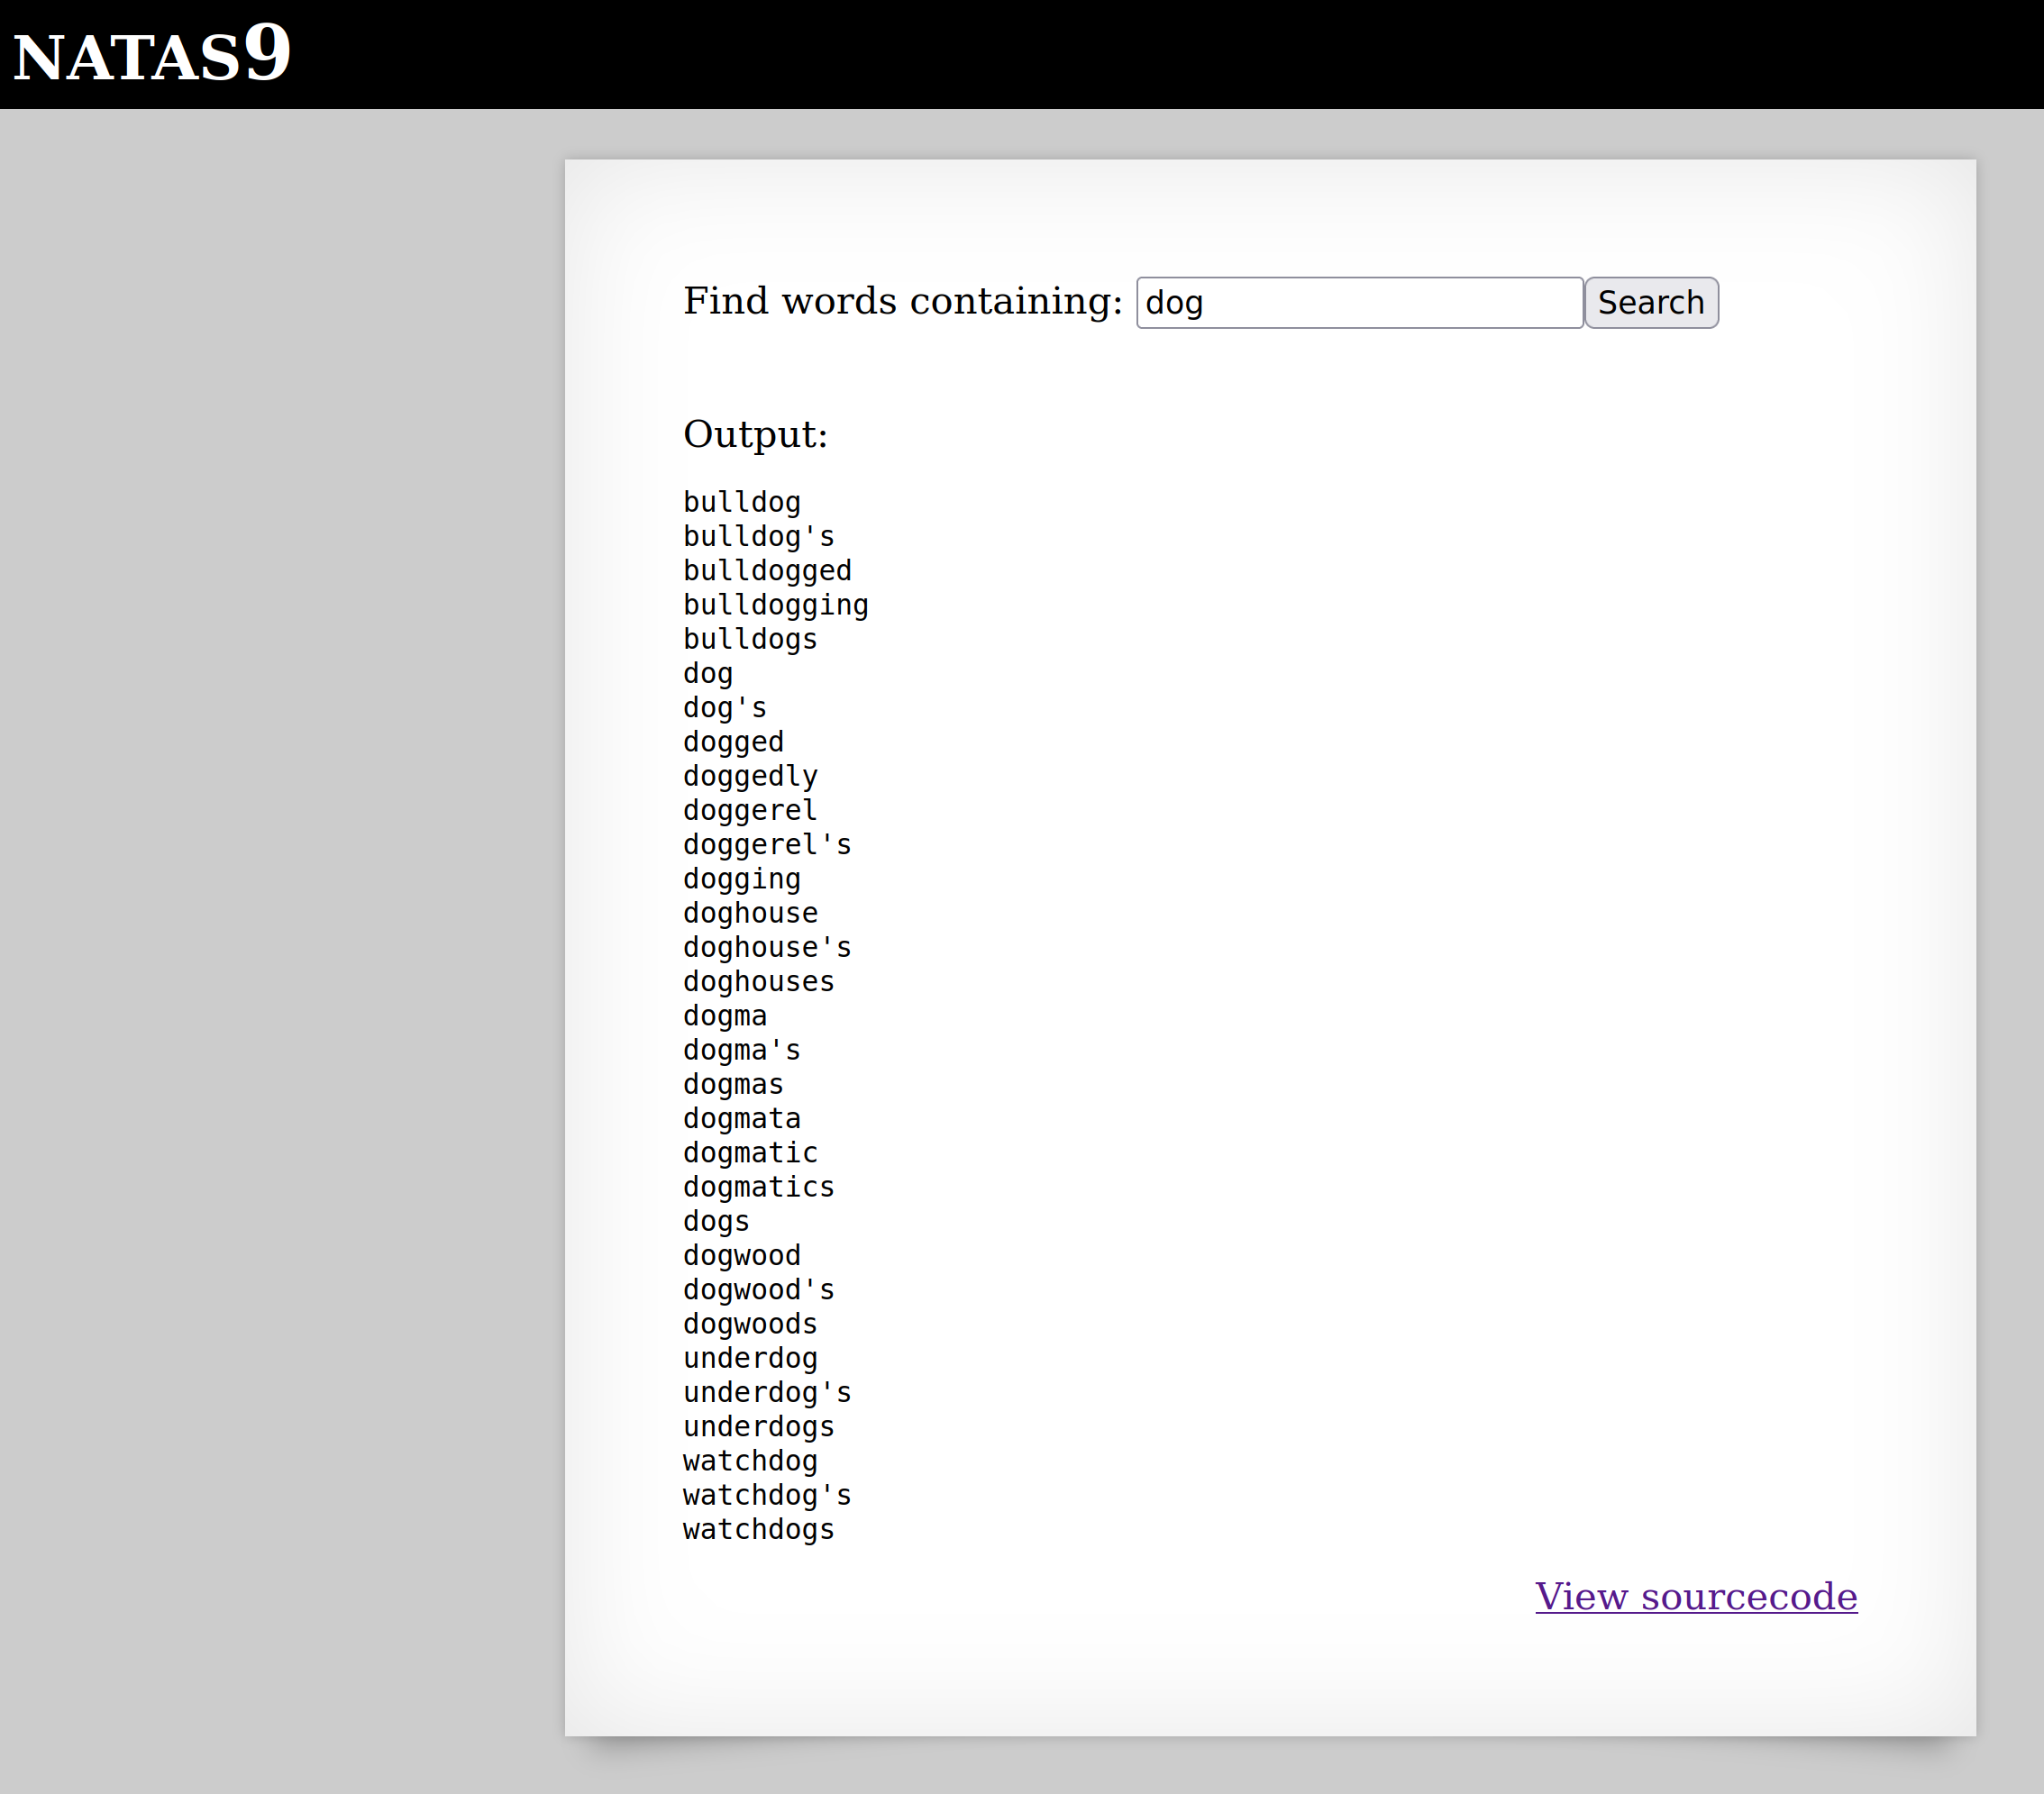 NATAS9
Find words containing: dog Search
Output:
bulldog
bulldog's
bulldogged
bulldogging
bulldogs
dog
dog's
dogged
doggedly
doggerel
doggerel's
dogging
doghouse
doghouse's
doghouses
dogma
dogma's
dogmas
dogmata
dogmatic
dogmatics
dogs
dogwood
dogwood's
dogwoods
underdog
underdog's
underdogs
watchdog
watchdog's
watchdogs
View sourcecode